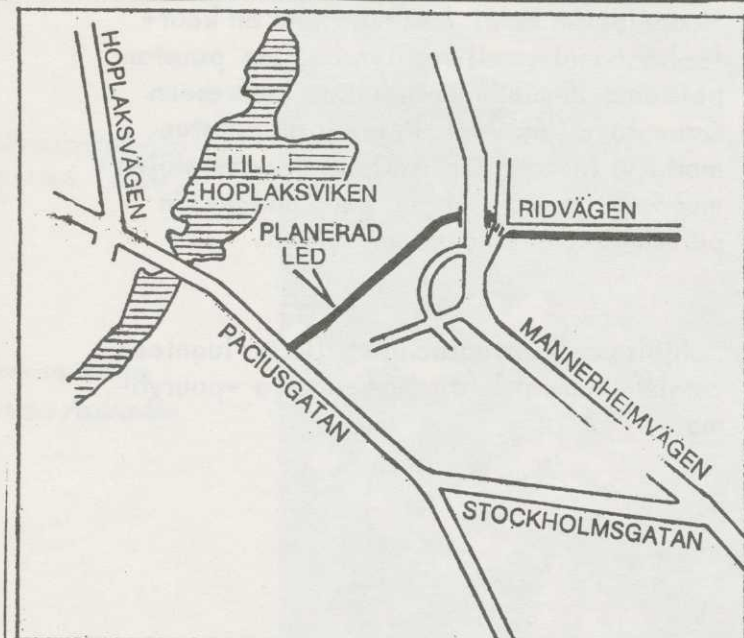 HOPLAKSVÄGEN
LILL
HOPLAKSVIKEN
RIDVÄGEN
PLANERAD
LED
PACIUSGATAN
MANNERHEIMVÄGEN
STOCKHOLMSGATAN